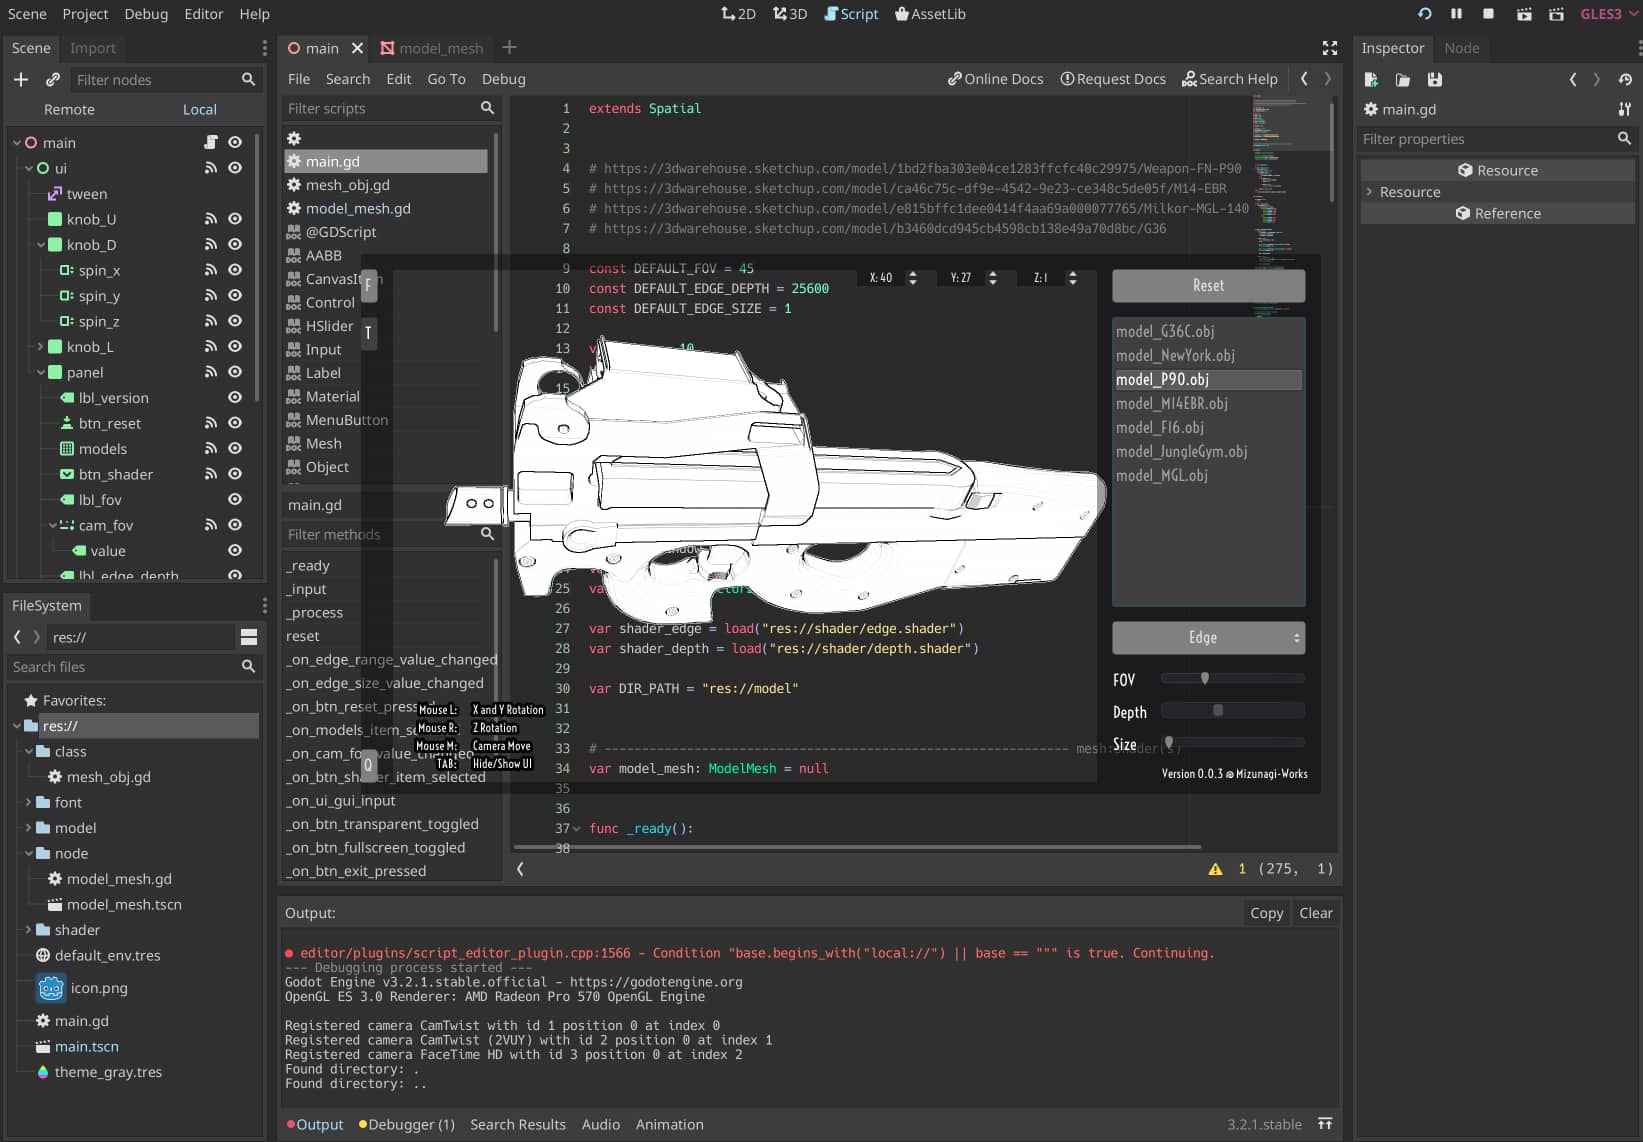 Scene Project Debug Editor Help
2D 3D Script AssetLib
GLES3
Scene Import
Filter nodes
Remote Local
main
ui
tween
knob_U
knob_D
spin_x
spin_y
spin_z
knob_L
panel
lbl_version
btn_reset
models
btn_shader
lbl_fov
cam_fov
value
lbl_edge_depth
FileSystem
res://
Search files
Favorites:
res://
class
mesh_obj.gd
font
model
node
model_mesh.gd
model_mesh.tscn
shader
default_env.tres
icon.png
main.gd
main.tscn
theme_gray.tres
main model_mesh
File Search Edit Go To Debug
Online Docs Request Docs Search Help
Filter scripts
main.gd
mesh_obj.gd
model_mesh.gd
@GDScript
AABB
CanvasItem
Control
HSlider
Input
Label
Material
MenuButton
Mesh
Object
main.gd
Filter methods
_ready
_input
_process
reset
_on_edge_range_value_changed
_on_edge_size_value_changed
_on_btn_reset_pressed
_on_models_item_se
_on_cam_fov_value_changed
_on_btn_shader_item_selected
_on_ui_gui_input
_on_btn_transparent_toggled
_on_btn_fullscreen_toggled
_on_btn_exit_pressed
1 extends Spatial
2
3
4 # https://3dwarehouse.sketchup.com/model/1bd2fba303e04ce1283ffcfc40c29975/Weapon-FN-P90
5 # https://3dwarehouse.sketchup.com/model/ca46c75c-df9e-4542-9e23-ce348c5de05f/M14-EBR
6 # https://3dwarehouse.sketchup.com/model/e815bffc1dee0414f4aa69a000077765/Milkor-MGL-140
7 # https://3dwarehouse.sketchup.com/model/b3460dcd945cb4598cb138e49a70d8bc/G36
8
9 const DEFAULT_FOV = 45
10 const DEFAULT_EDGE_DEPTH = 25600
11 const DEFAULT_EDGE_SIZE = 1
12
13 v 10
15
25 va
26
27 var shader_edge = load("res://shader/edge.shader")
28 var shader_depth = load("res://shader/depth.shader")
29
30 var DIR_PATH = "res://model"
31
32
33 # -------------------------------------------------------------- mesh:shader(s)
34 var model_mesh: ModelMesh = null
35
36
37 func _ready():
38
1 (275, 1)
F
T
Q
X: 40 Y: 27 Z: 1
Reset
model_G36C.obj
model_NewYork.obj
model_P90.obj
model_M14EBR.obj
model_F16.obj
model_JungleGym.obj
model_MGL.obj
Edge
FOV
Depth
Size
Version 0.0.3 @ Mizunagi-Works
Mouse L: X and Y Rotation
Mouse R: Z Rotation
Mouse M: Camera Move
TAB: Hide/Show UI
Output:
Copy Clear
editor/plugins/script_editor_plugin.cpp:1566 - Condition "base.begins_with("local://") || base == """ is true. Continuing.
--- Debugging process started ---
Godot Engine v3.2.1.stable.official - https://godotengine.org
OpenGL ES 3.0 Renderer: AMD Radeon Pro 570 OpenGL Engine
Registered camera CamTwist with id 1 position 0 at index 0
Registered camera CamTwist (2VUY) with id 2 position 0 at index 1
Registered camera FaceTime HD with id 3 position 0 at index 2
Found directory: .
Found directory: ..
Output Debugger (1) Search Results Audio Animation
3.2.1.stable
Inspector Node
main.gd
Filter properties
Resource
Resource
Reference